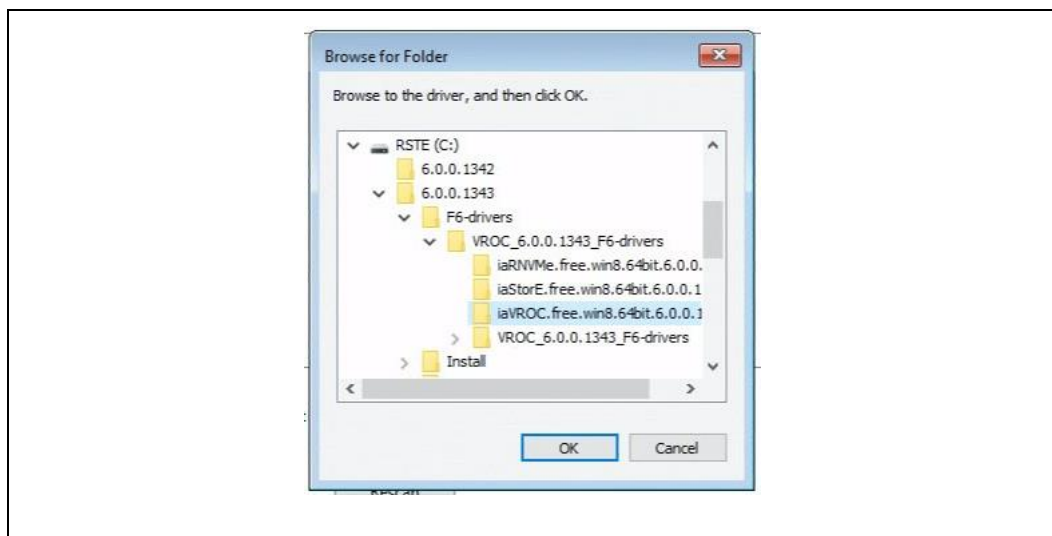 Browse for Folder
Browse to the driver, and then click OK.
RSTE (C:)
6.0.0.1342
6.0.0.1343
F6-drivers
VROC_6.0.0.1343_F6-drivers
iaRNVMe.free.win8.64bit.6.0.0.
iaStorE.free.win8.64bit.6.0.0.1
iaVROC.free.win8.64bit.6.0.0.1
VROC_6.0.0.1343_F6-drivers
Install
OK Cancel
Rescan